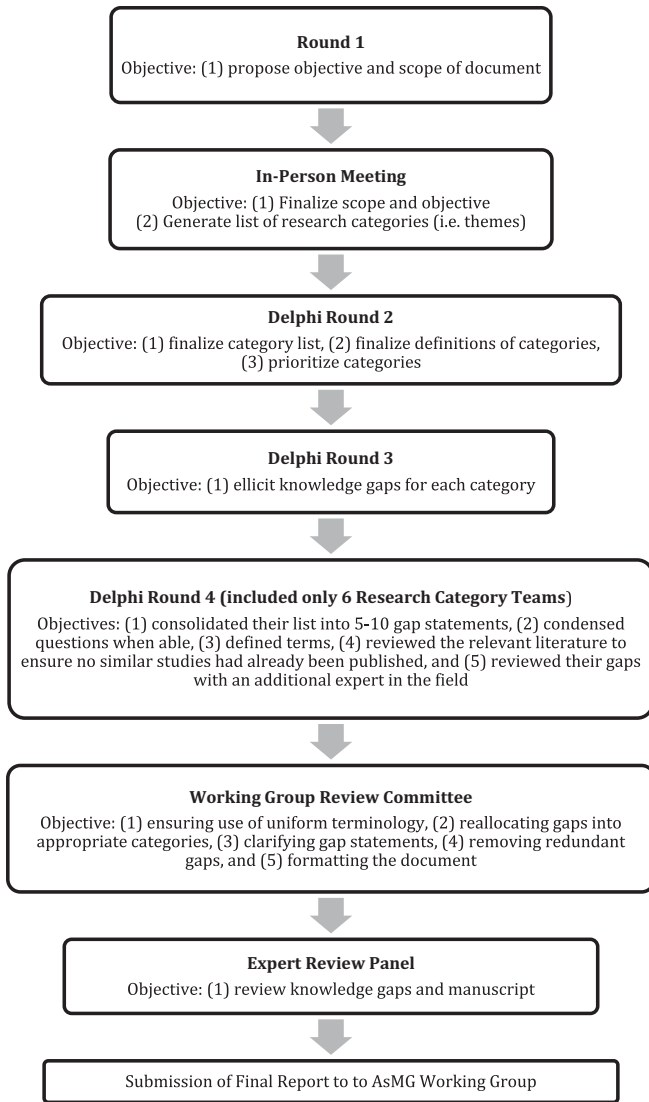 Round 1
Objective: (1) propose objective and scope of document
In-Person Meeting
Objective: (1) Finalize scope and objective
(2) Generate list of research categories (i.e. themes)
Delphi Round 2
Objective: (1) finalize category list, (2) finalize definitions of categories,
(3) prioritize categories
Delphi Round 3
Objective: (1) ellicit knowledge gaps for each category
Delphi Round 4 (included only 6 Research Category Teams)
Objectives: (1) consolidated their list into 5-10 gap statements, (2) condensed
questions when able, (3) defined terms, (4) reviewed the relevant literature to
ensure no similar studies had already been published, and (5) reviewed their gaps
with an additional expert in the field
Working Group Review Committee
Objective: (1) ensuring use of uniform terminology, (2) reallocating gaps into
appropriate categories, (3) clarifying gap statements, (4) removing redundant
gaps, and (5) formatting the document
Expert Review Panel
Objective: (1) review knowledge gaps and manuscript
Submission of Final Report to to AsMG Working Group